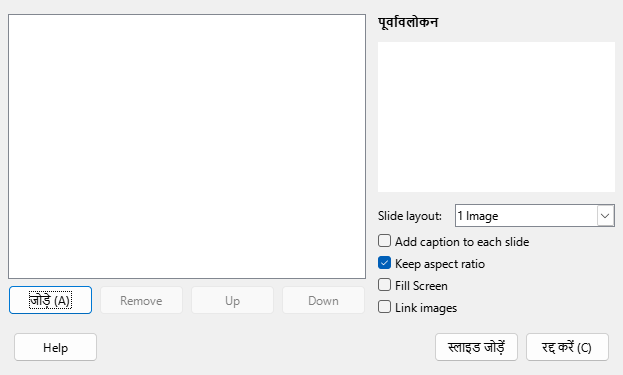 पूर्वावलोकन
Slide layout: 1 Image
Add caption to each slide
Keep aspect ratio
Fill Screen
Link images
जोड़ें (A) Remove Up Down
Help स्लाइड जोड़ें रद्द करें (C)